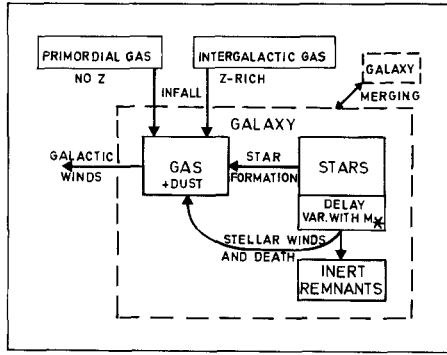 PRIMORDIAL GAS
NO Z
INTERGALACTIC GAS
Z-RICH
INFALL
GALAXY
MERGING
GALAXY
GALACTIC
WINDS
GAS
+DUST
STAR
FORMATION
STARS
DELAY
VAR. WITH M*
STELLAR WINDS
AND DEATH
INERT
REMNANTS